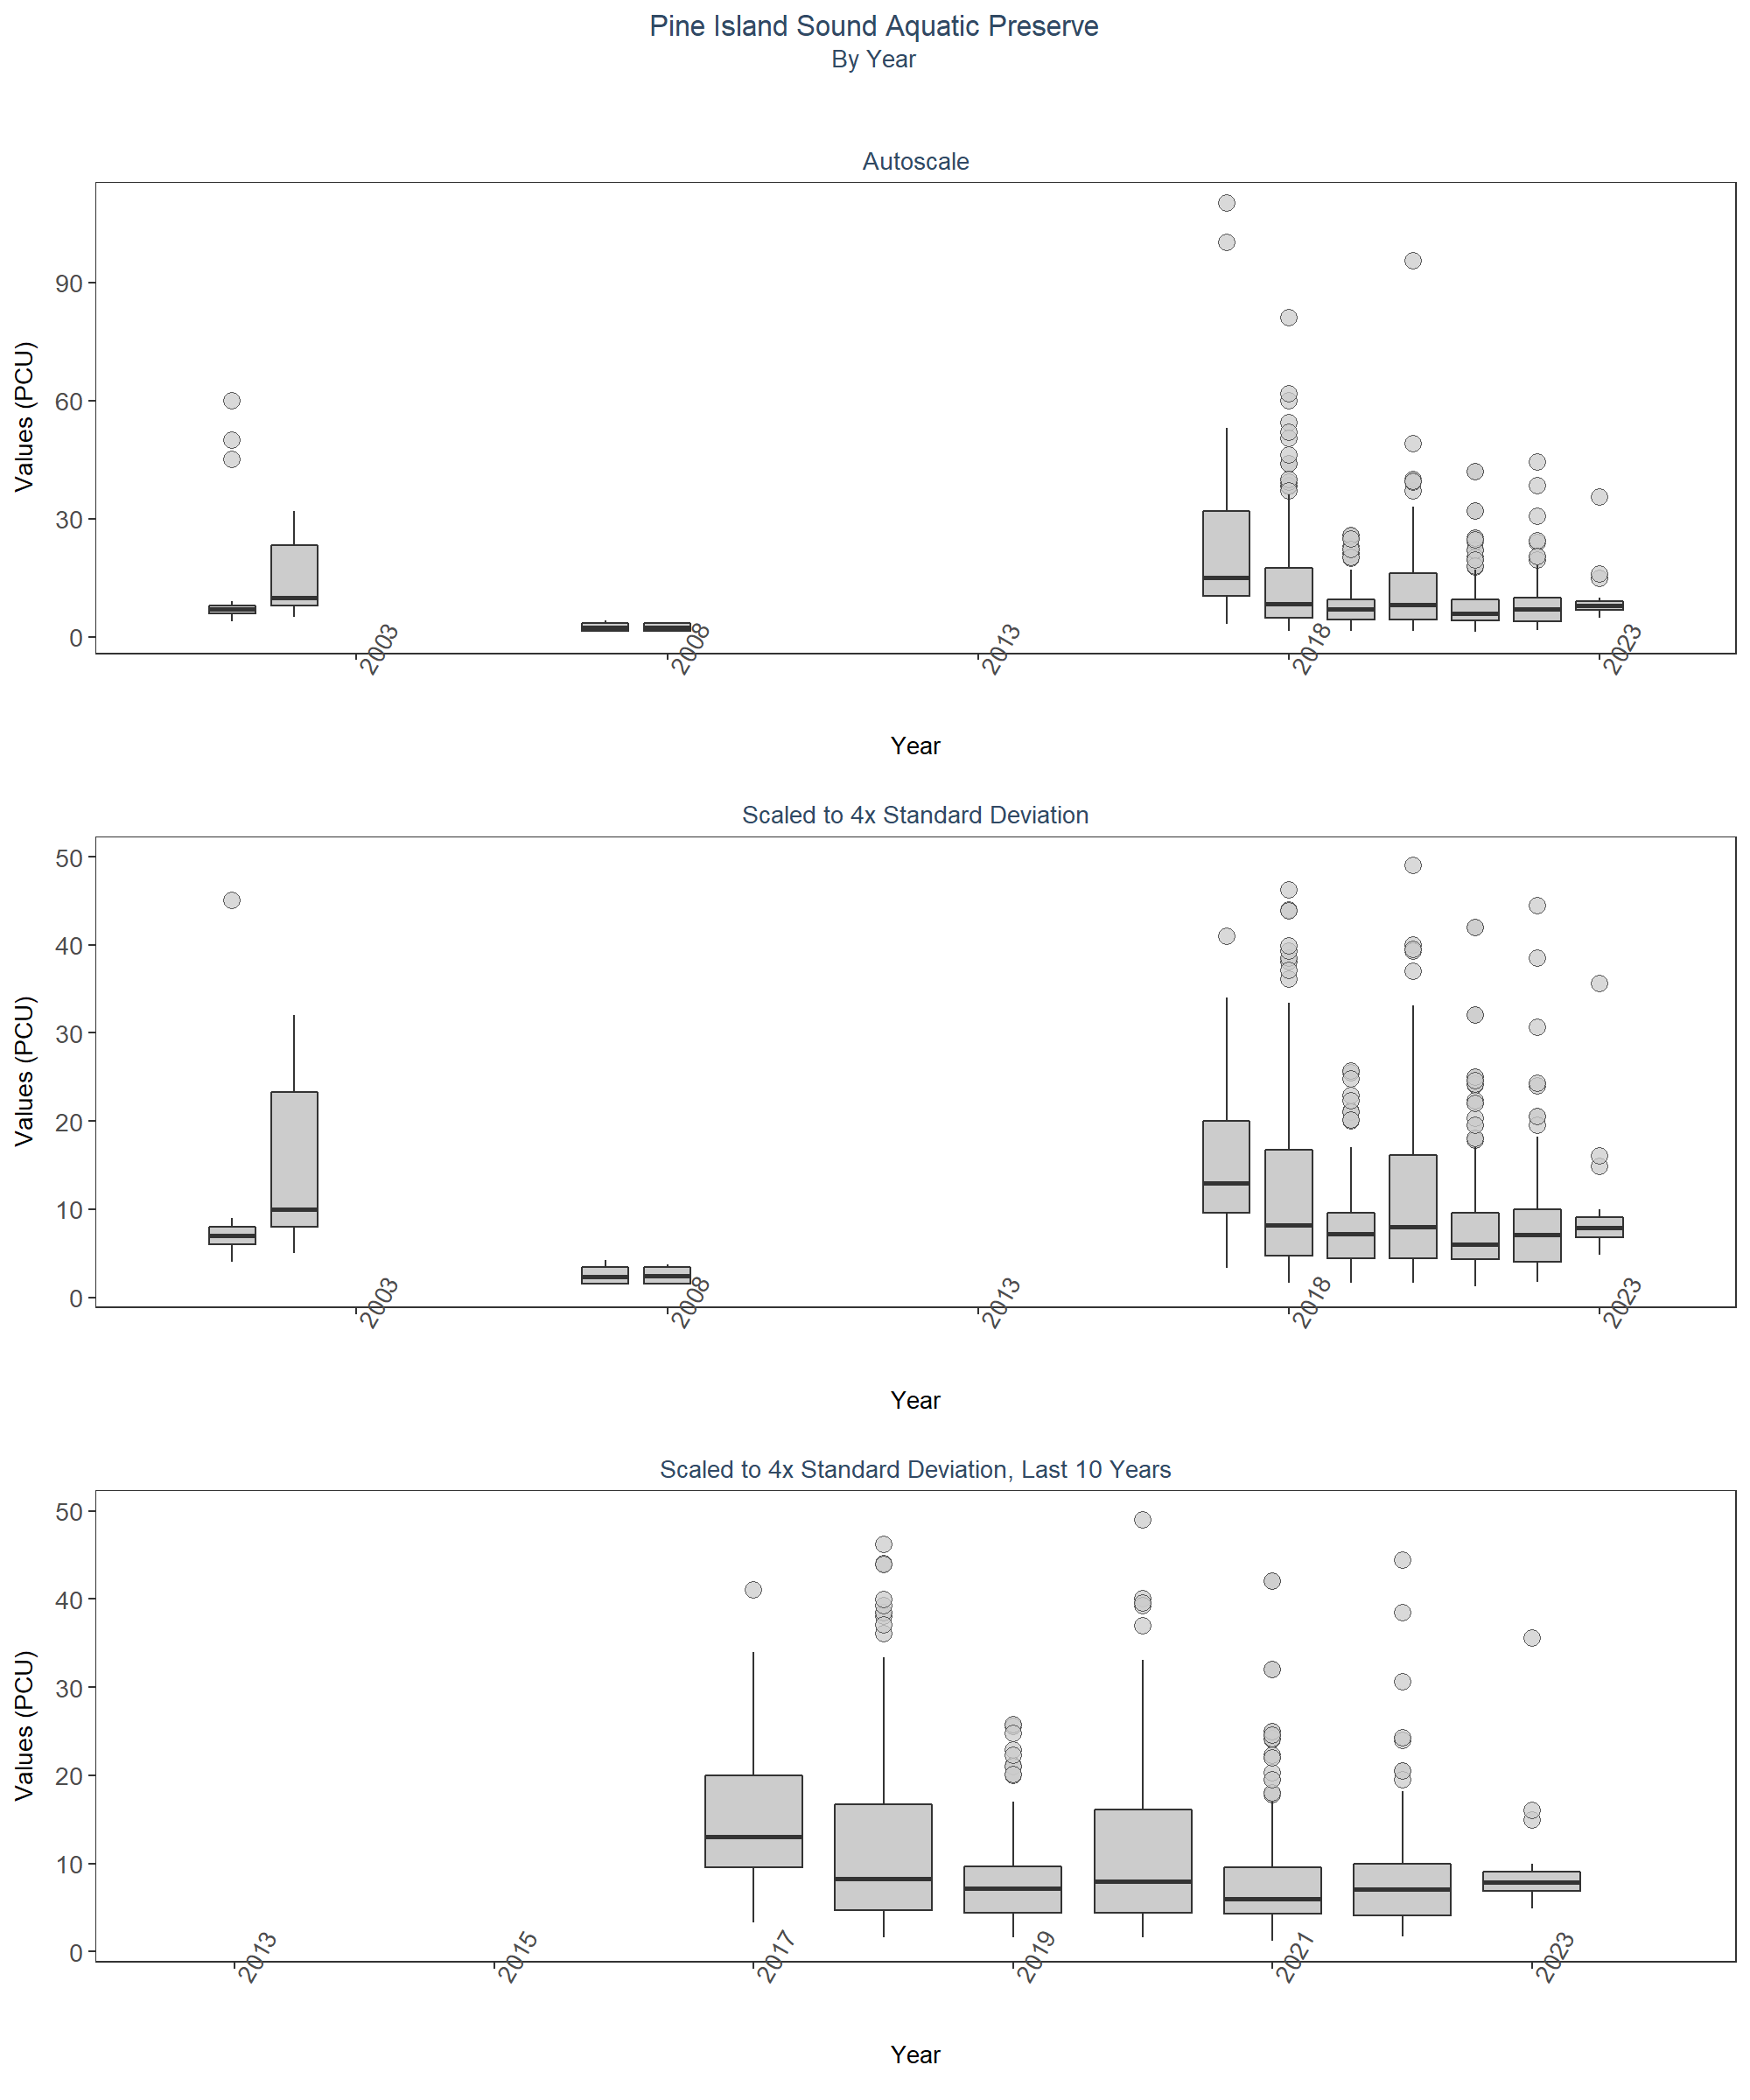 Pine Island Sound Aquatic Preserve
By Year
Autoscale
Values (PCU)
90
60
30
0
2003 2008 2013 2018 2023
Year
Scaled to 4x Standard Deviation
Values (PCU)
50
40
30
20
10
0
2003 2008 2013 2018 2023
Year
Scaled to 4x Standard Deviation, Last 10 Years
Values (PCU)
50
40
30
20
10
0
2013 2015 2017 2019 2021 2023
Year